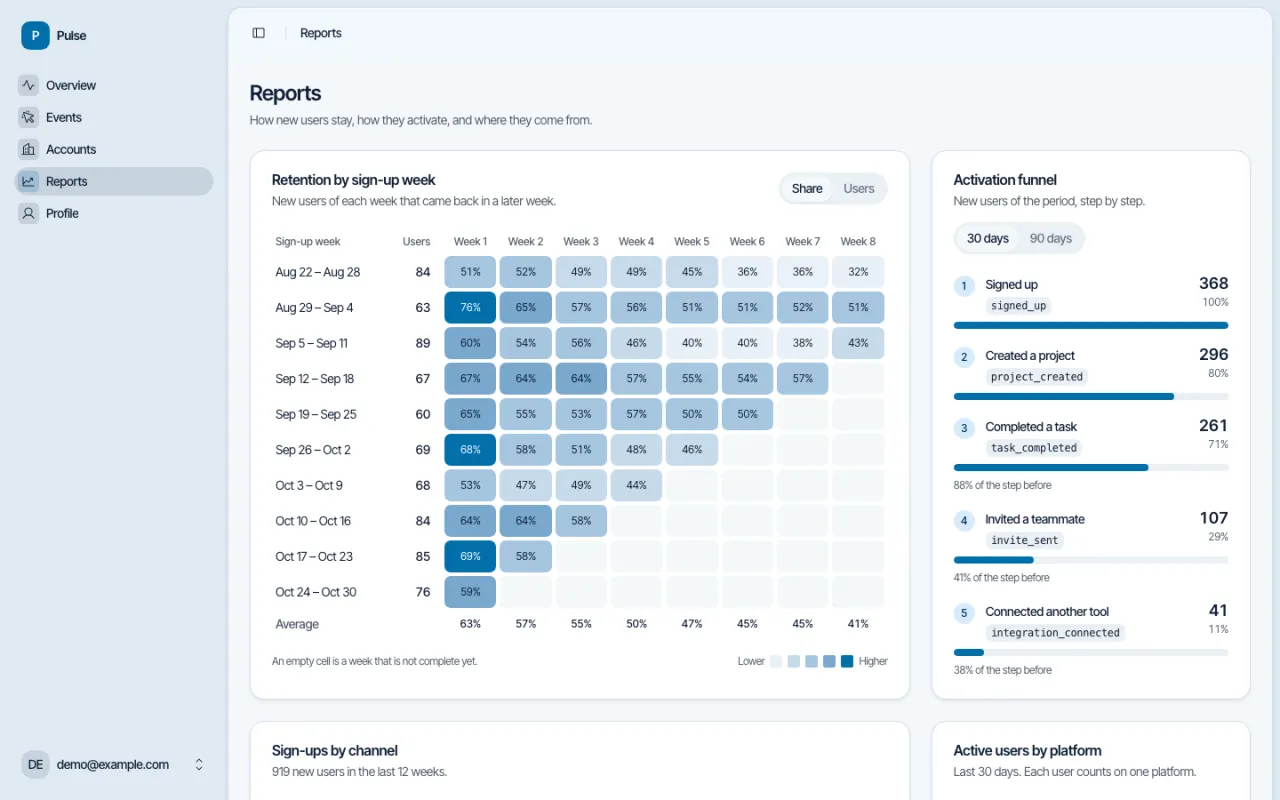 P Pulse
Overview
Events
Accounts
Reports
Profile
DE demo@example.com
Reports
Reports
How new users stay, how they activate, and where they come from.
Retention by sign-up week
New users of each week that came back in a later week.
Share Users
Sign-up week Users Week 1 Week 2 Week 3 Week 4 Week 5 Week 6 Week 7 Week 8
Aug 22 – Aug 28 84 51% 52% 49% 49% 45% 36% 36% 32%
Aug 29 – Sep 4 63 76% 65% 57% 56% 51% 51% 52% 51%
Sep 5 – Sep 11 89 60% 54% 56% 46% 40% 40% 38% 43%
Sep 12 – Sep 18 67 67% 64% 64% 57% 55% 54% 57%
Sep 19 – Sep 25 60 65% 55% 53% 57% 50% 50%
Sep 26 – Oct 2 69 68% 58% 51% 48% 46%
Oct 3 – Oct 9 68 53% 47% 49% 44%
Oct 10 – Oct 16 84 64% 64% 58%
Oct 17 – Oct 23 85 69% 58%
Oct 24 – Oct 30 76 59%
Average 63% 57% 55% 50% 47% 45% 45% 41%
An empty cell is a week that is not complete yet.
Lower Higher
Activation funnel
New users of the period, step by step.
30 days 90 days
1 Signed up 368
signed_up 100%
2 Created a project 296
project_created 80%
3 Completed a task 261
task_completed 71%
88% of the step before
4 Invited a teammate 107
invite_sent 29%
41% of the step before
5 Connected another tool 41
integration_connected 11%
38% of the step before
Sign-ups by channel
919 new users in the last 12 weeks.
Active users by platform
Last 30 days. Each user counts on one platform.